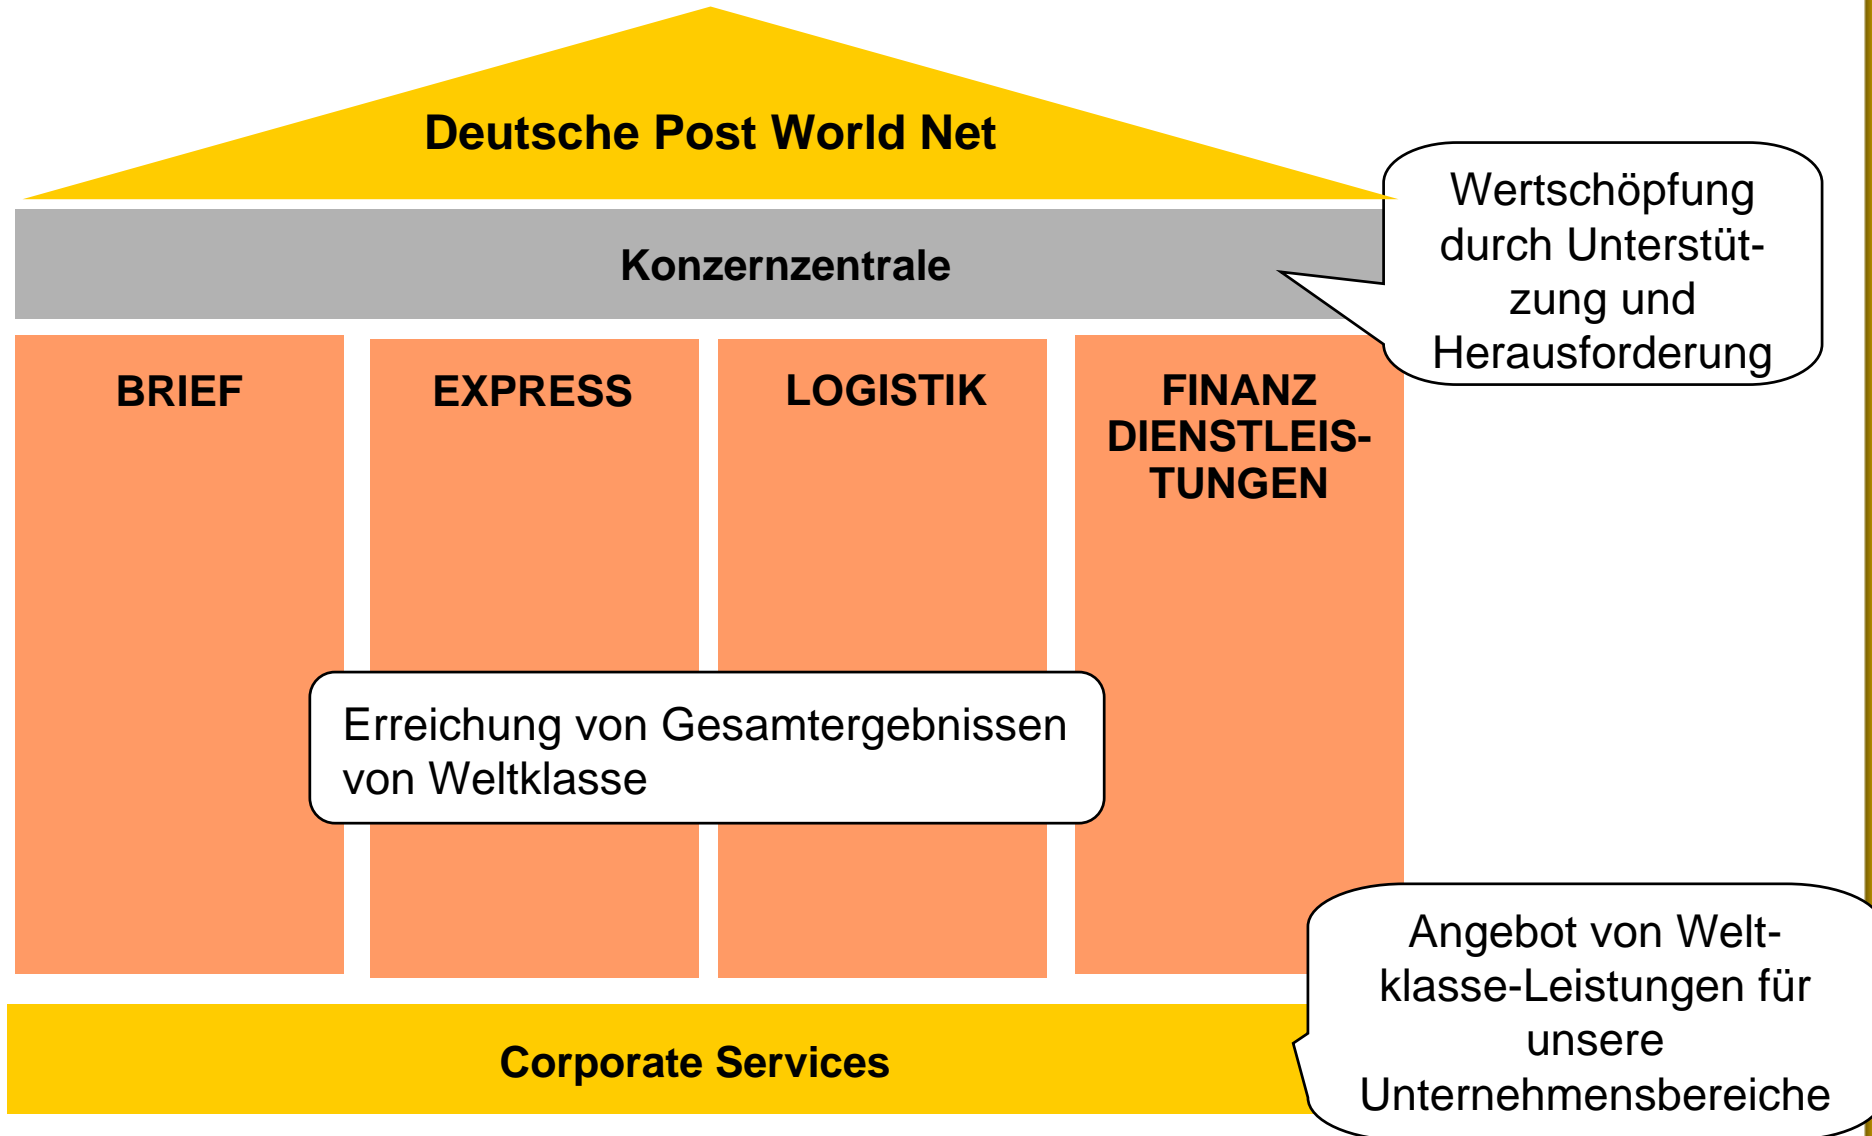 Deutsche Post World Net
Wertschöpfung
durch Unterstüt-
zung und
Herausforderung
Konzernzentrale
BRIEF
EXPRESS
LOGISTIK
FINANZ
DIENSTLEIS-
TUNGEN
Erreichung von Gesamtergebnissen
von Weltklasse
Angebot von Welt-
klasse-Leistungen für
unsere
Unternehmensbereiche
Corporate Services